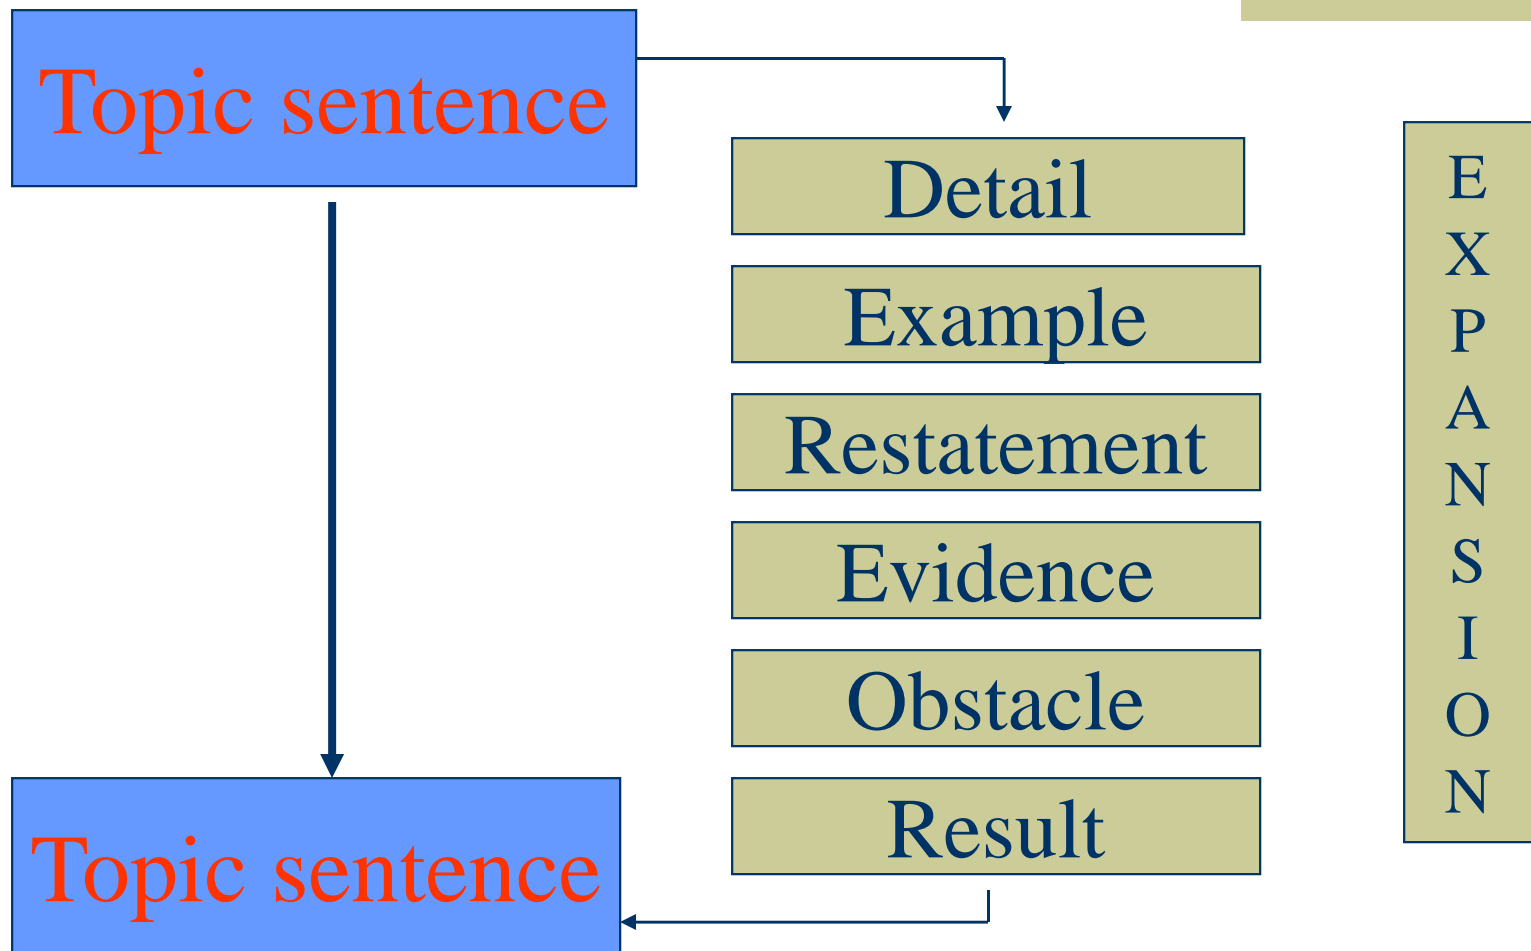 Topic sentence
Detail
Example
Restatement
Evidence
Obstacle
Result
Topic sentence
E
X
P
A
N
S
I
O
N